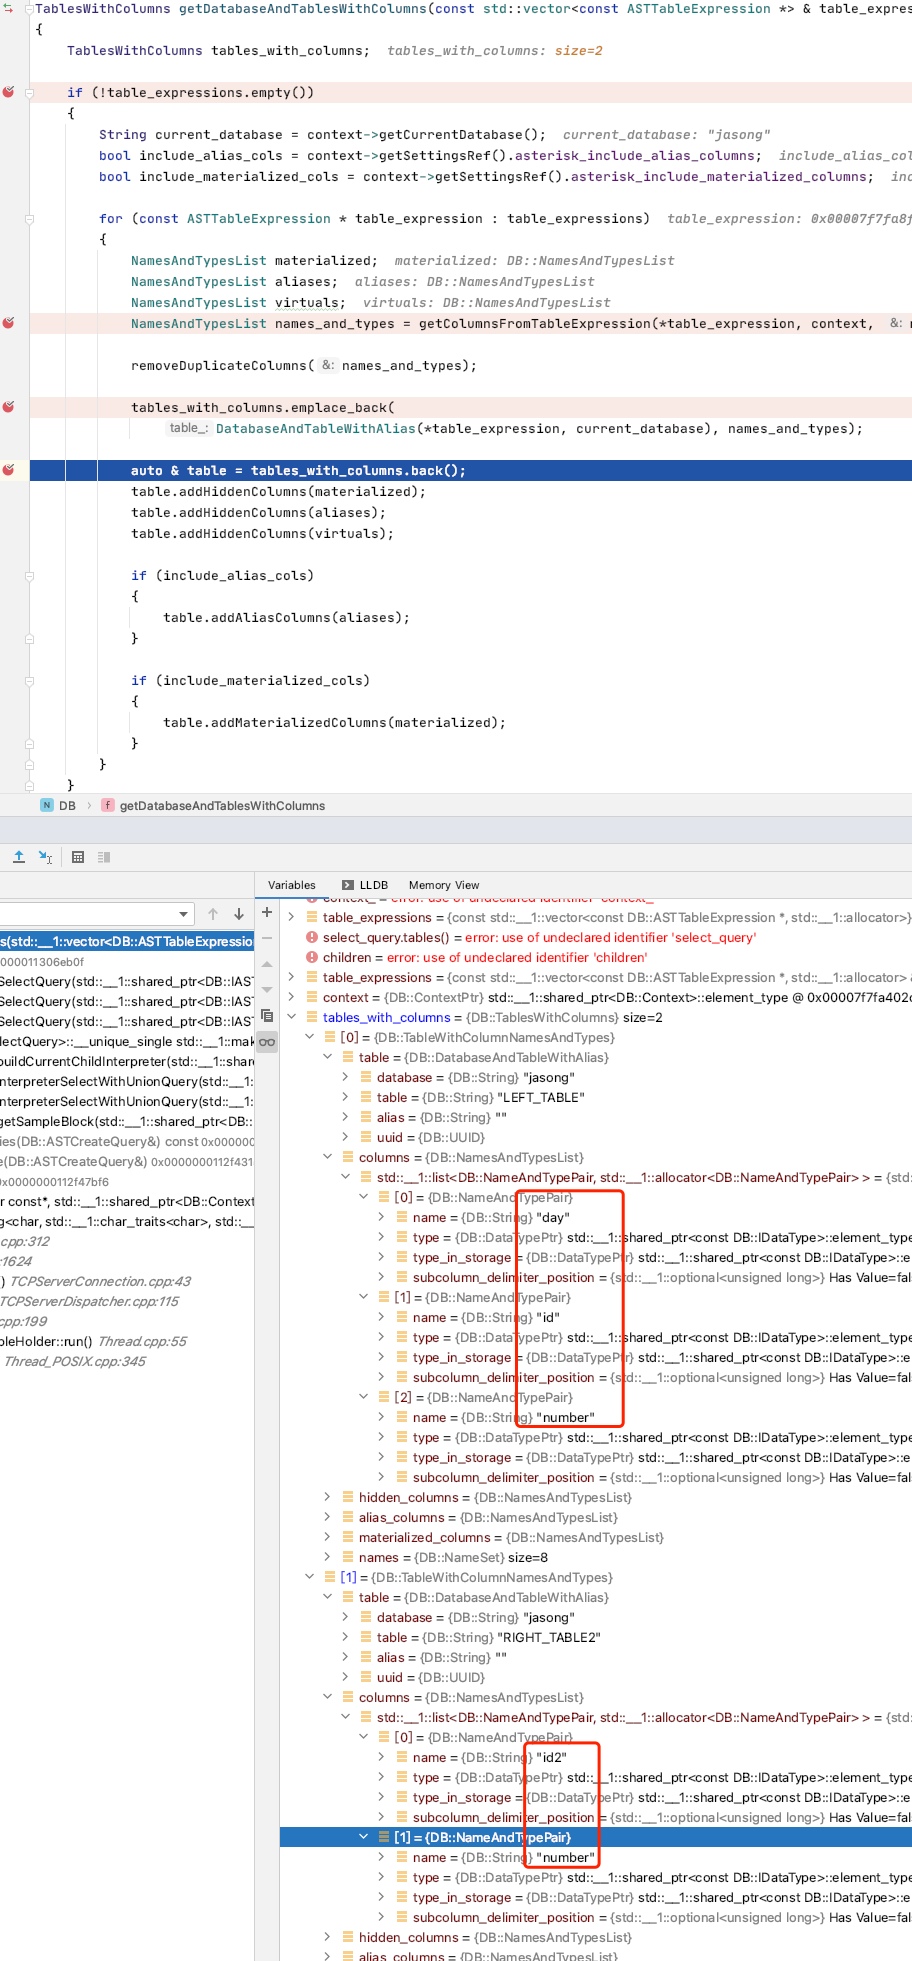 TablesWithColumns getDatabaseAndTablesWithColumns(const std::vector<const ASTTableExpression *> & table_expres
{
TablesWithColumns tables_with_columns; tables_with_columns: size=2
if (!table_expressions.empty())
{
String current_database = context->getCurrentDatabase(); current_database: "jasong"
bool include_alias_cols = context->getSettingsRef().asterisk_include_alias_columns; include_alias_col
bool include_materialized_cols = context->getSettingsRef().asterisk_include_materialized_columns; inc
for (const ASTTableExpression * table_expression : table_expressions) table_expression: 0x00007f7fa8f
{
NamesAndTypesList materialized; materialized: DB::NamesAndTypesList
NamesAndTypesList aliases; aliases: DB::NamesAndTypesList
NamesAndTypesList virtuals; virtuals: DB::NamesAndTypesList
NamesAndTypesList names_and_types = getColumnsFromTableExpression(*table_expression, context, &: m
removeDuplicateColumns( &: names_and_types);
tables_with_columns.emplace_back(
table_: DatabaseAndTableWithAlias(*table_expression, current_database), names_and_types);
auto & table = tables_with_columns.back();
table.addHiddenColumns(materialized);
table.addHiddenColumns(aliases);
table.addHiddenColumns(virtuals);
if (include_alias_cols)
{
table.addAliasColumns(aliases);
}
if (include_materialized_cols)
{
table.addMaterializedColumns(materialized);
}
}
}
N DB › f getDatabaseAndTablesWithColumns
Variables LLDB Memory View
context_ = error: use of undeclared identifier 'context_'
table_expressions = {const std::__1::vector<const DB::ASTTableExpression *, std::__1::allocator>}
s(std::__1::vector<DB::ASTTableExpressio select_query.tables() = error: use of undeclared identifier 'select_query'
000011306eb0f children = error: use of undeclared identifier 'children'
SelectQuery(std::__1::shared_ptr<DB::IAST table_expressions = {const std::__1::vector<const DB::ASTTableExpression *, std::__1::allocator> &
SelectQuery(std::__1::shared_ptr<DB::IAST context = {DB::ContextPtr} std::__1::shared_ptr<DB::Context>::element_type @ 0x00007f7fa402c
SelectQuery(std::__1::shared_ptr<DB::IAST tables_with_columns = {DB::TablesWithColumns} size=2
lectQuery>::__unique_single std::__1::mak [0] = {DB::TableWithColumnNamesAndTypes}
buildCurrentChildInterpreter(std::__1::shar table = {DB::DatabaseAndTableWithAlias}
nterpreterSelectWithUnionQuery(std::__1: database = {DB::String} "jasong"
nterpreterSelectWithUnionQuery(std::__1: table = {DB::String} "LEFT_TABLE"
getSampleBlock(std::__1::shared_ptr<DB:: alias = {DB::String} ""
ies(DB::ASTCreateQuery&) const 0x000000 uuid = {DB::UUID}
e(DB::ASTCreateQuery&) 0x0000000112f431 columns = {DB::NamesAndTypesList}
0x0000000112f47bf6 std::__1::list<DB::NameAndTypePair, std::__1::allocator<DB::NameAndTypePair> > = {std:
r const*, std::__1::shared_ptr<DB::Context [0] = {DB::NameAndTypePair}
g<char, std::__1::char_traits<char>, std::__ name = {DB::String} "day"
.cpp:312 type = {DB::DataTypePtr} std::__1::shared_ptr<const DB::IDataType>::element_type
:1624 type_in_storage = {DB::DataTypePtr} std::__1::shared_ptr<const DB::IDataType>::e
) TCPServerConnection.cpp:43 subcolumn_delimiter_position = {std::__1::optional<unsigned long>} Has Value=fal
TCPServerDispatcher.cpp:115 [1] = {DB::NameAndTypePair}
cpp:199 name = {DB::String} "id"
bleHolder::run() Thread.cpp:55 type = {DB::DataTypePtr} std::__1::shared_ptr<const DB::IDataType>::element_type
Thread_POSIX.cpp:345 type_in_storage = {DB::DataTypePtr} std::__1::shared_ptr<const DB::IDataType>::e
subcolumn_delimiter_position = {std::__1::optional<unsigned long>} Has Value=fal
[2] = {DB::NameAndTypePair}
name = {DB::String} "number"
type = {DB::DataTypePtr} std::__1::shared_ptr<const DB::IDataType>::element_type
type_in_storage = {DB::DataTypePtr} std::__1::shared_ptr<const DB::IDataType>::e
subcolumn_delimiter_position = {std::__1::optional<unsigned long>} Has Value=fal
hidden_columns = {DB::NamesAndTypesList}
alias_columns = {DB::NamesAndTypesList}
materialized_columns = {DB::NamesAndTypesList}
names = {DB::NameSet} size=8
[1] = {DB::TableWithColumnNamesAndTypes}
table = {DB::DatabaseAndTableWithAlias}
database = {DB::String} "jasong"
table = {DB::String} "RIGHT_TABLE2"
alias = {DB::String} ""
uuid = {DB::UUID}
columns = {DB::NamesAndTypesList}
std::__1::list<DB::NameAndTypePair, std::__1::allocator<DB::NameAndTypePair> > = {std:
[0] = {DB::NameAndTypePair}
name = {DB::String} "id2"
type = {DB::DataTypePtr} std::__1::shared_ptr<const DB::IDataType>::element_type
type_in_storage = {DB::DataTypePtr} std::__1::shared_ptr<const DB::IDataType>::e
subcolumn_delimiter_position = {std::__1::optional<unsigned long>} Has Value=fal
[1] = {DB::NameAndTypePair}
name = {DB::String} "number"
type = {DB::DataTypePtr} std::__1::shared_ptr<const DB::IDataType>::element_type
type_in_storage = {DB::DataTypePtr} std::__1::shared_ptr<const DB::IDataType>::e
subcolumn_delimiter_position = {std::__1::optional<unsigned long>} Has Value=fal
hidden_columns = {DB::NamesAndTypesList}
alias_columns = {DB::NamesAndTypesList}